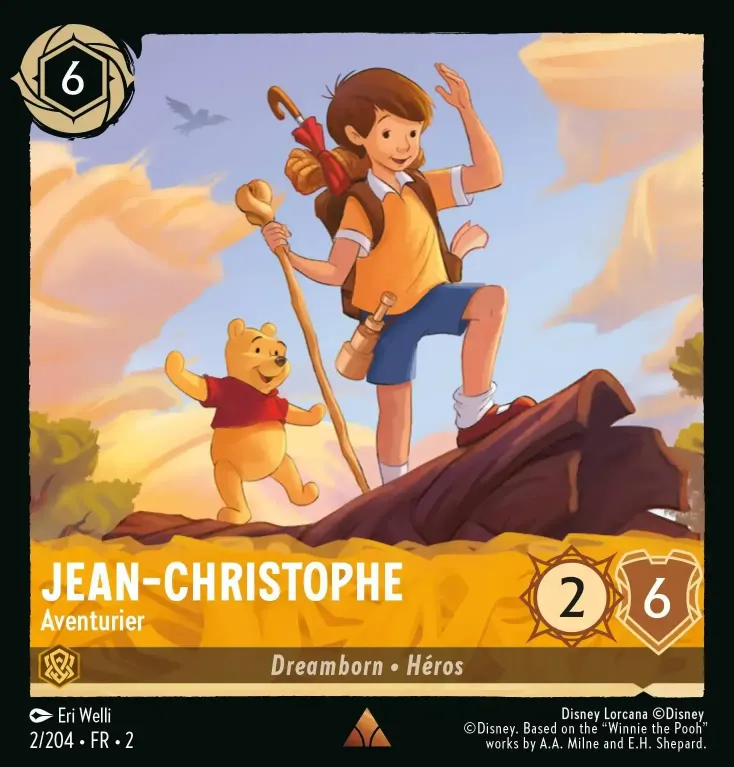 6
JEAN-CHRISTOPHE
Aventurier
2
6
Dreamborn • Héros
Eri Welli
2/204 • FR • 2
Disney Lorcana ©Disney
©Disney. Based on the “Winnie the Pooh”
works by A.A. Milne and E.H. Shepard.